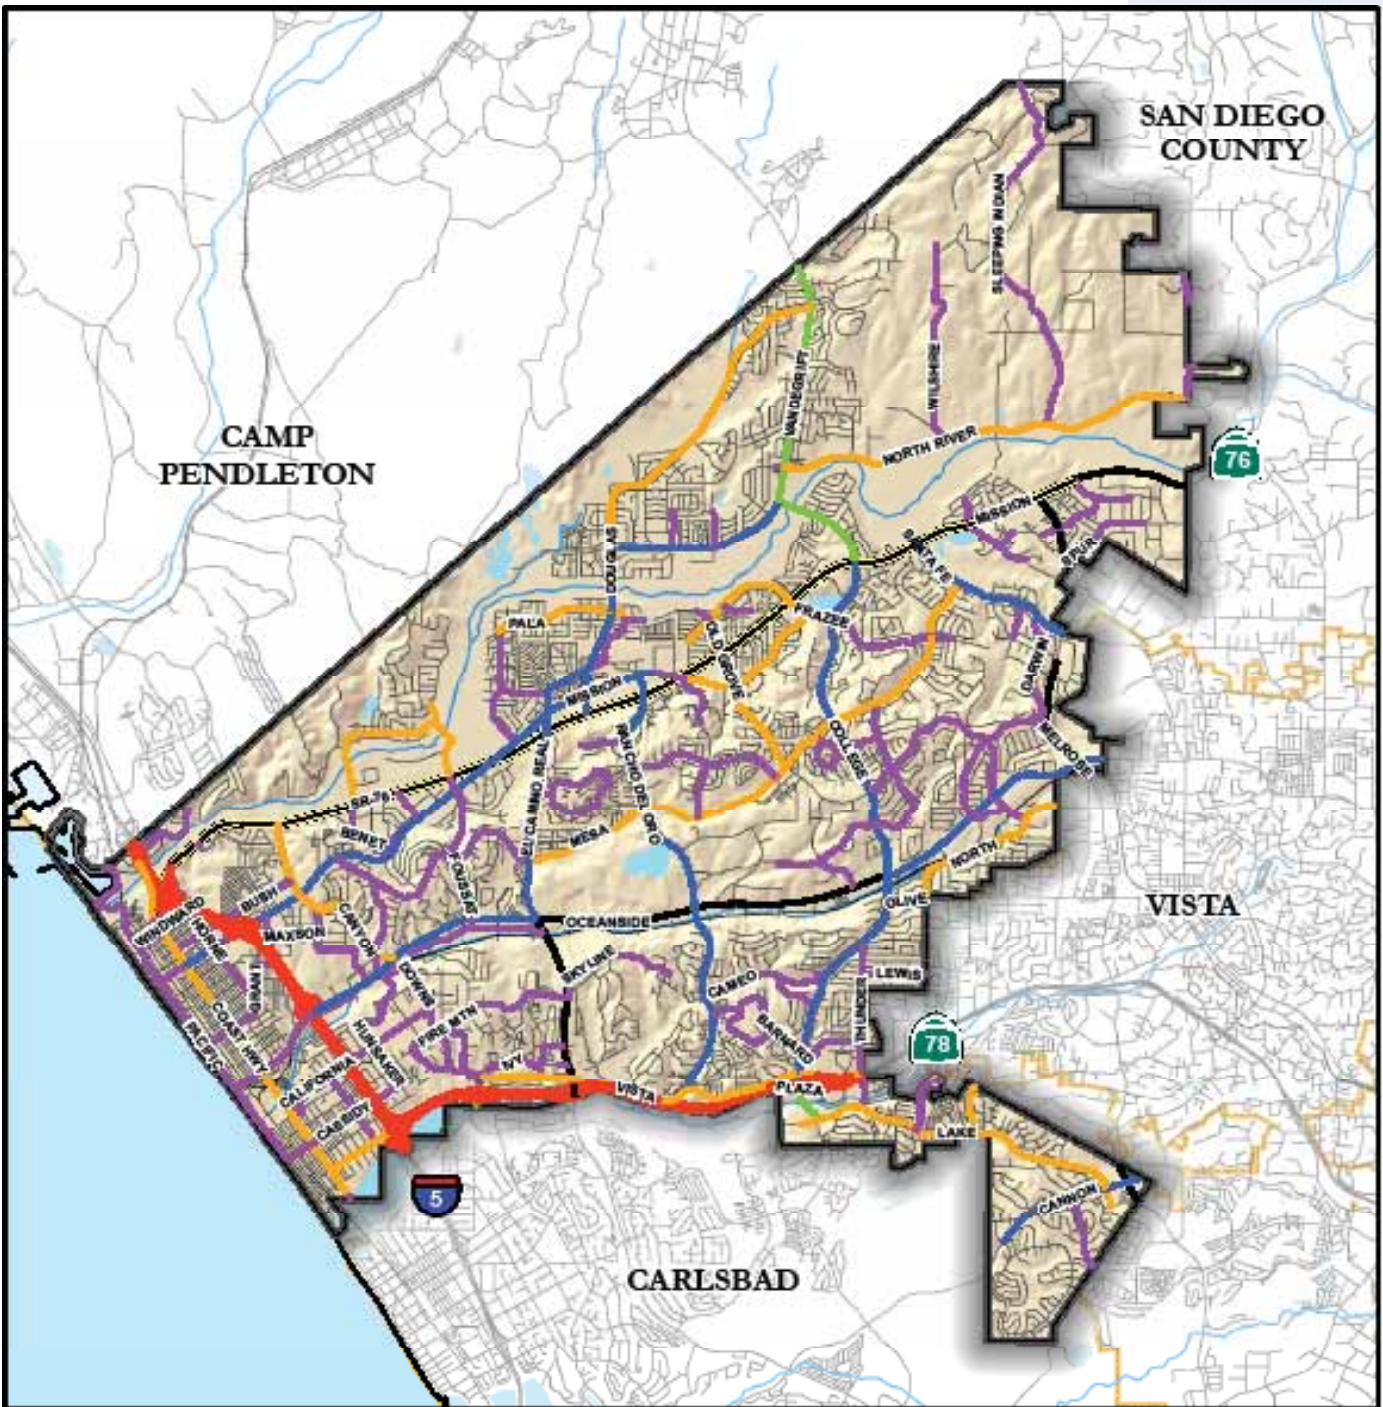 SAN DIEGO
COUNTY
SLEEPING INDIAN
VANDEGRIFT
WILSHIRE
CAMP
PENDLETON
NORTH RIVER
76
MISSION
DOUGLAS
SANTA FE
SPUR
PALA
FRAZEE
OLD GROVE
DARWIN
MISSION
EL CAMINO REAL
RANCHO DEL ORO
COLLEGE
MELROSE
SR-76
BENET
MESA
NORTH
FOUSSAT
BUSH
OLIVE
VISTA
WINDWARD
HORNE
MAXSON
CANYON
OCEANSIDE
SKYLINE
LEWIS
GRANT
DOWNS
CAMEO
THUNDER
COAST HWY
PACIFIC
FIRE MTN
HUNSAKER
BARNARD
78
IVY
CALIFORNIA
VISTA
PLAZA
CASSIDY
LAKE
5
CANNON
CARLSBAD